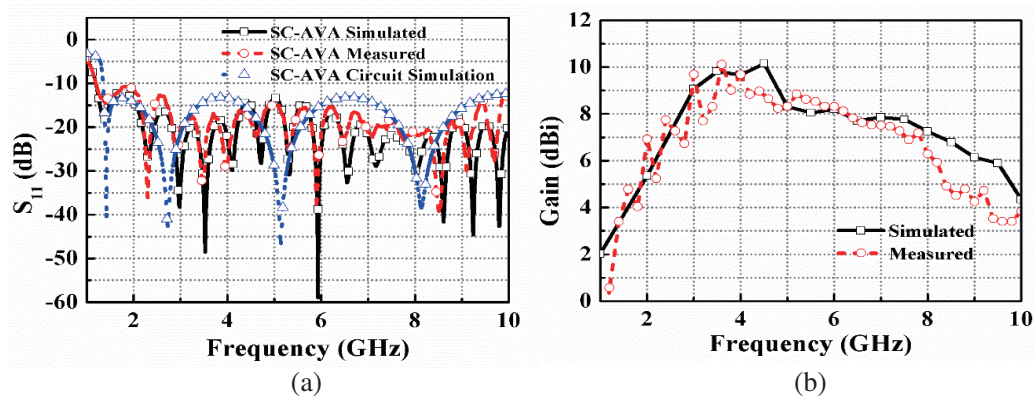 0
-10
-20
-30
-40
-50
-60
S11 (dB)
SC-AVA Simulated
SC-AVA Measured
SC-AVA Circuit Simulation
2 4 6 8 10
Frequency (GHz)
(a)
12
10
8
6
4
2
0
Gain (dBi)
Simulated
Measured
2 4 6 8 10
Frequency (GHz)
(b)